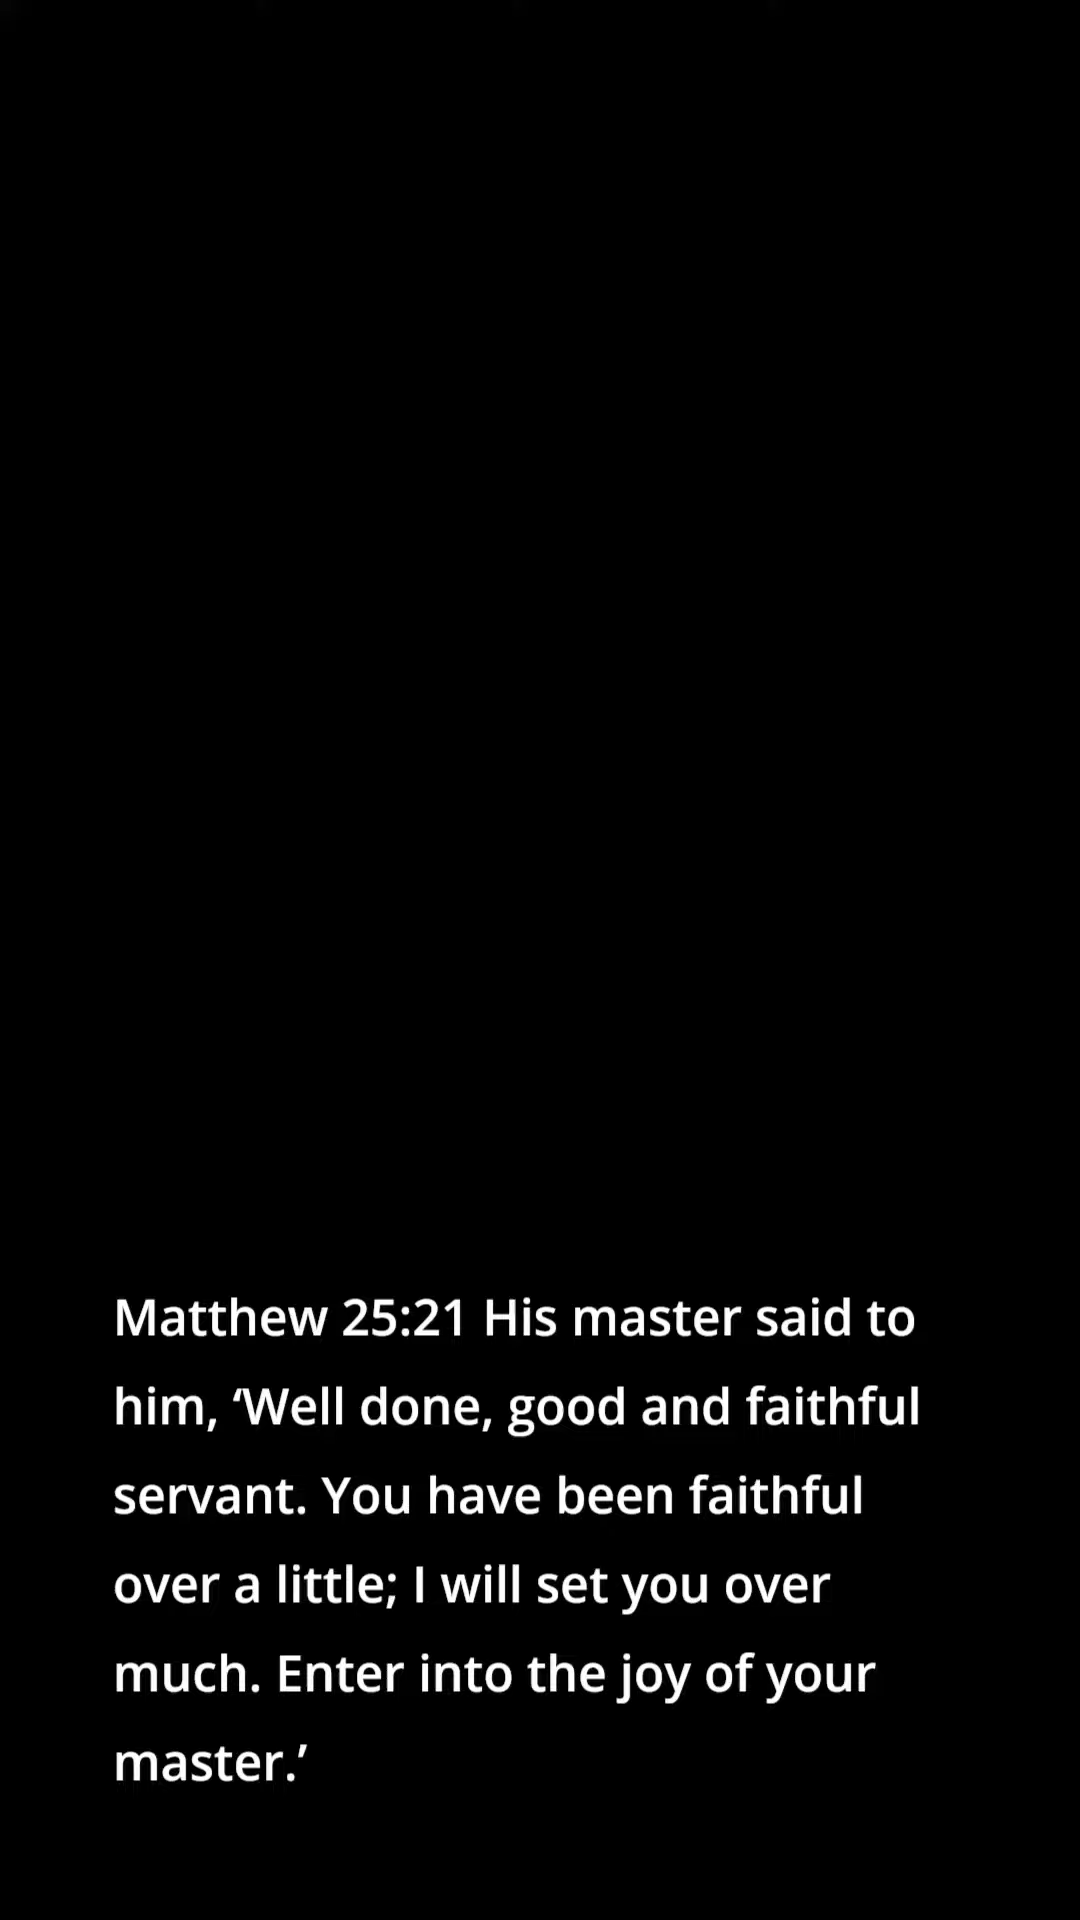 Matthew 25:21 His master said to
him, ‘Well done, good and faithful
servant. You have been faithful
over a little; I will set you over
much. Enter into the joy of your
master.’